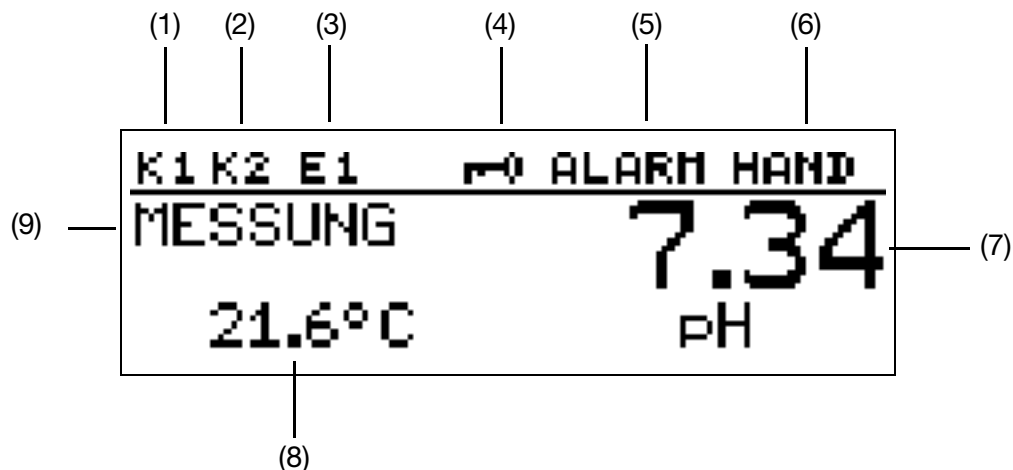 (1) (2) (3) (4) (5) (6)
K1 K2 E1 ALARM HAND
(9) MESSUNG 7.34 (7)
21.6°C pH
(8)